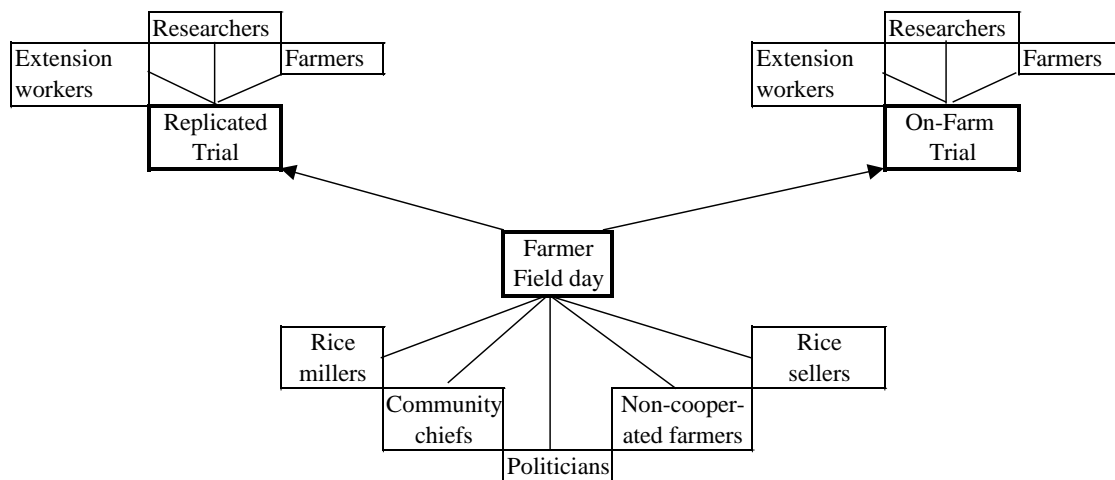 Researchers
Extension
workers
Farmers
Replicated
Trial
Researchers
Extension
workers
Farmers
On-Farm
Trial
Farmer
Field day
Rice
millers
Community
chiefs
Politicians
Non-cooper-
ated farmers
Rice
sellers